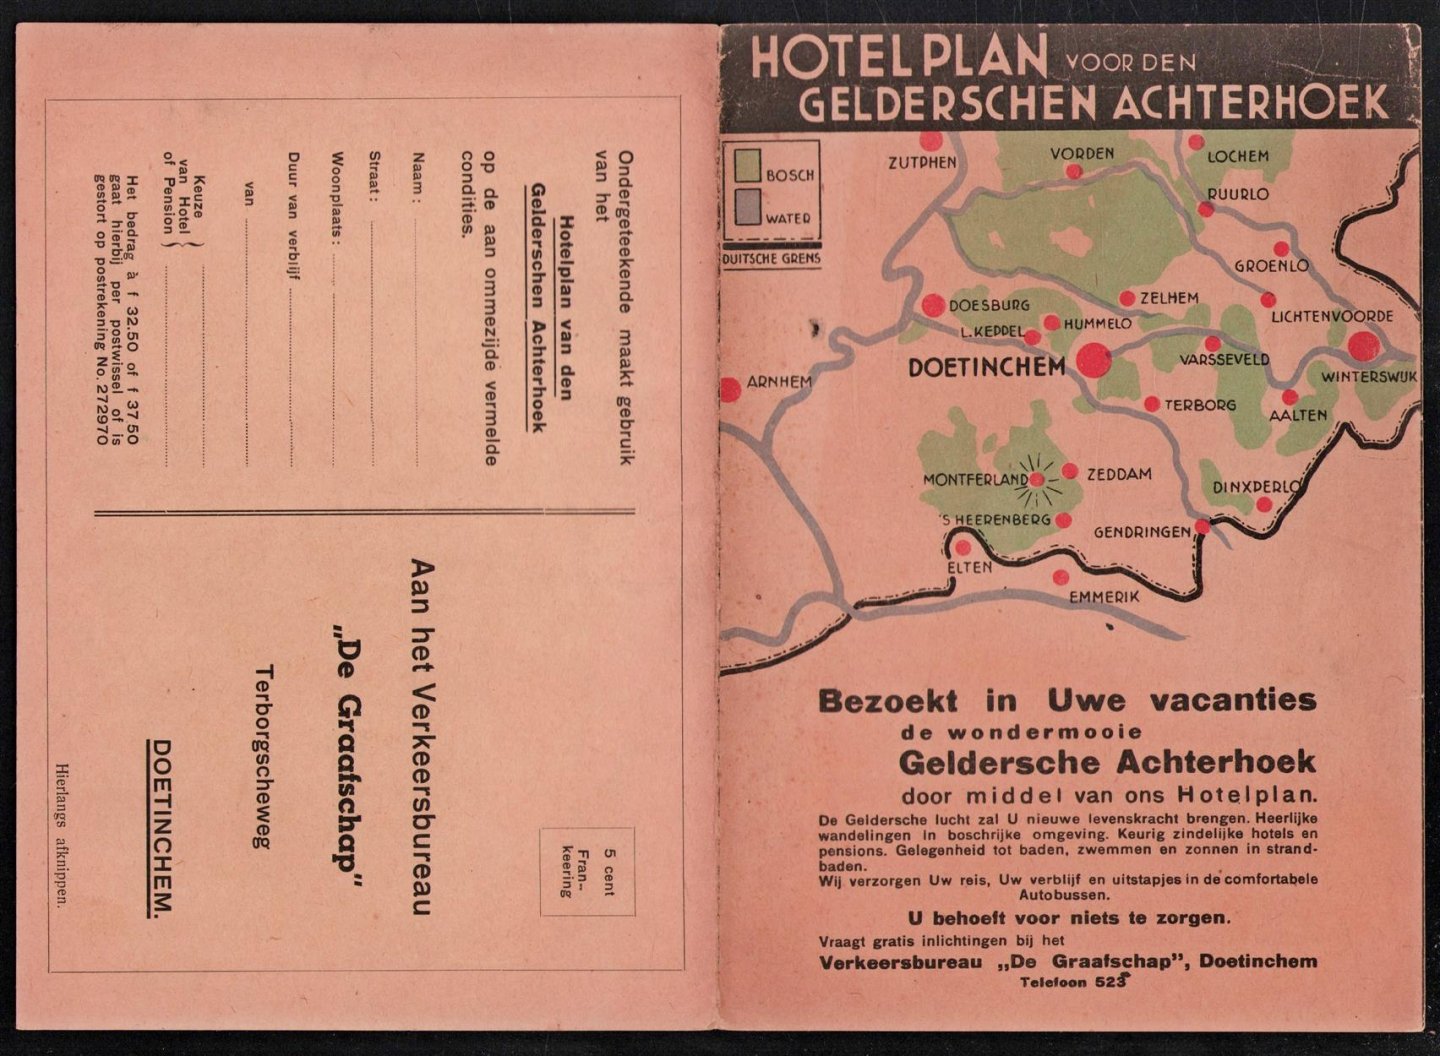 Ondergeteekende maakt gebruik
van het
Hotelplan van den
Gelderschen Achterhoek
op de aan ommezijde vermelde
condities.
Naam:
Straat:
Woonplaats:
Duur van verblijf
van
Keuze
van Hotel
of Pension
Het bedrag à f 32.50 of f 37 50
gaat hierbij per postwissel of is
gestort op postrekening No. 272970
5 cent
Fran-
keering
Aan het Verkeersbureau
„De Graafschap”
Terborgscheweg
DOETINCHEM.
Hierlangs afknippen.
HOTELPLAN VOOR DEN
GELDERSCHEN ACHTERHOEK
BOSCH
WATER
DUITSCHE GRENS
ZUTPHEN
VORDEN
LOCHEM
RUURLO
GROENLO
DOESBURG
ZELHEM
LICHTENVOORDE
L. KEPPEL
HUMMELO
DOETINCHEM
VARSSEVELD
WINTERSWIJK
ARNHEM
TERBORG
AALTEN
MONTFERLAND
ZEDDAM
DINXPERLO
'S HEERENBERG
GENDRINGEN
ELTEN
EMMERIK
Bezoekt in Uwe vacanties
de wondermooie
Geldersche Achterhoek
door middel van ons Hotelplan.
De Geldersche lucht zal U nieuwe levenskracht brengen. Heerlijke
wandelingen in boschrijke omgeving. Keurig zindelijke hotels en
pensions. Gelegenheid tot baden, zwemmen en zonnen in strand-
baden.
Wij verzorgen Uw reis, Uw verblijf en uitstapjes in de comfortabele
Autobussen.
U behoeft voor niets te zorgen.
Vraagt gratis inlichtingen bij het
Verkeersbureau „De Graafschap”, Doetinchem
Telefoon 523